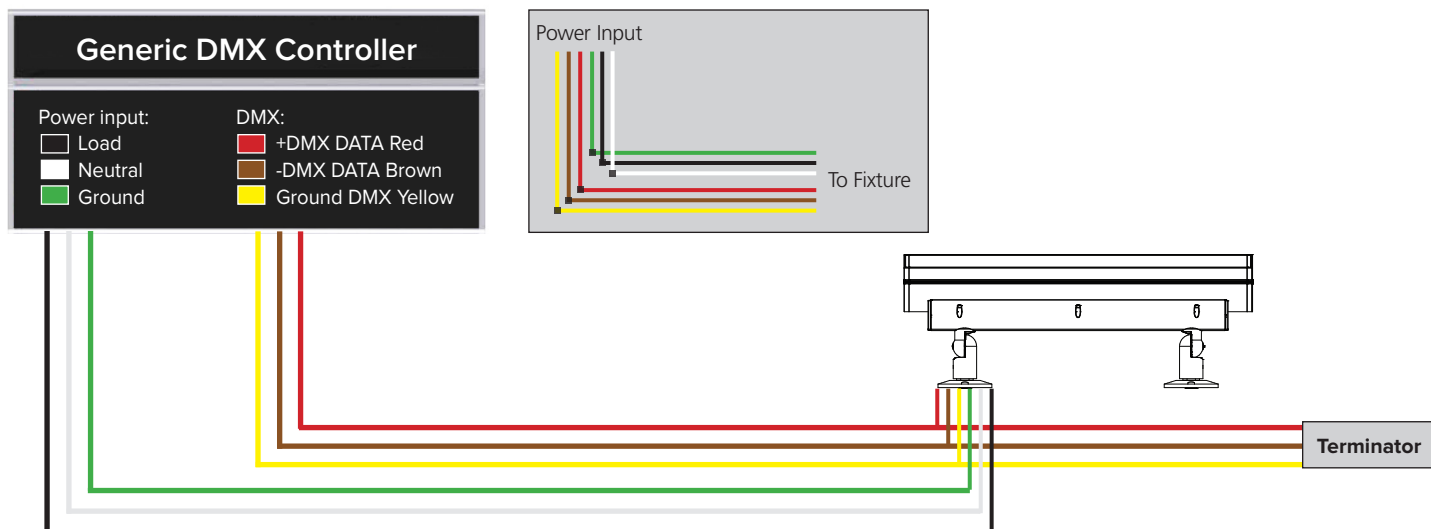 Generic DMX Controller
Power input:
Load
Neutral
Ground
DMX:
+DMX DATA Red
-DMX DATA Brown
Ground DMX Yellow
Power Input
To Fixture
Terminator